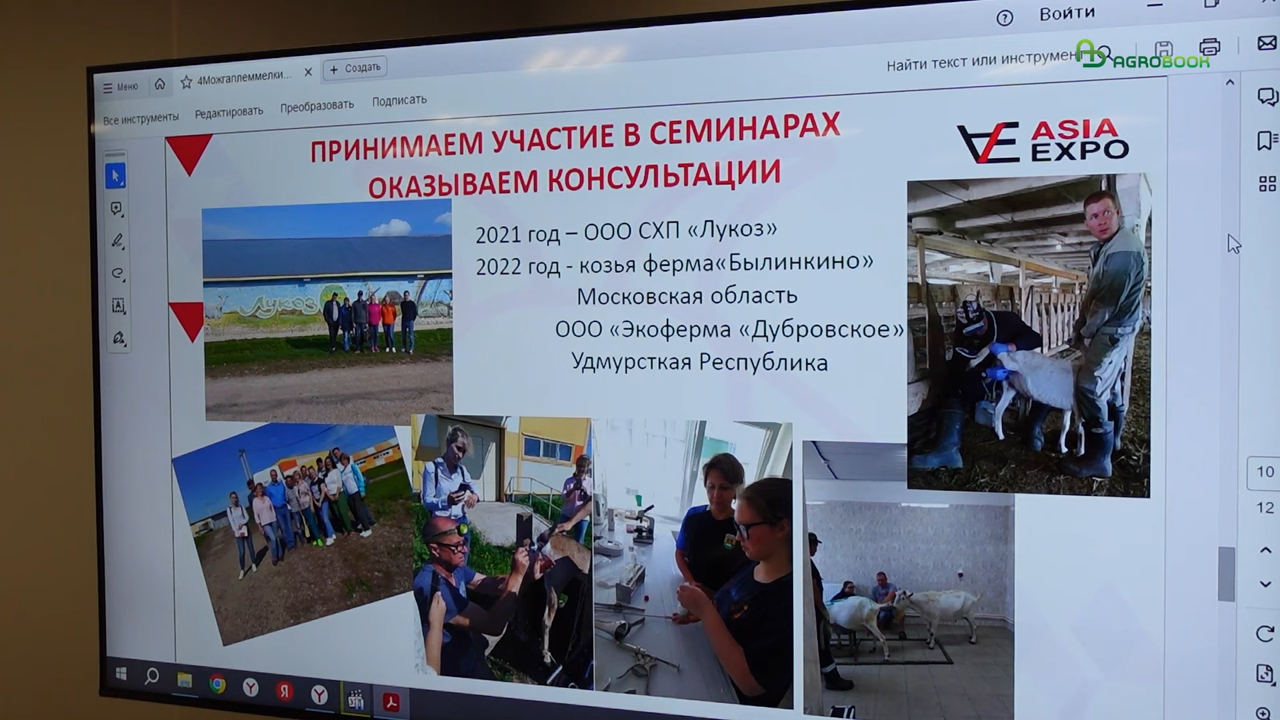 Войти
Найти текст или инструмен
AGROBOOK
Меню
4Можгаплеммелки...
Создать
Все инструменты
Редактировать
Преобразовать
Подписать
ПРИНИМАЕМ УЧАСТИЕ В СЕМИНАРАХ
ОКАЗЫВАЕМ КОНСУЛЬТАЦИИ
ASIA
EXPO
2021 год – ООО СХП «Лукоз»
2022 год - козья ферма«Былинкино»
Московская область
ООО «Экоферма «Дубровское»
Удмурсткая Республика
Лукоз
10
12